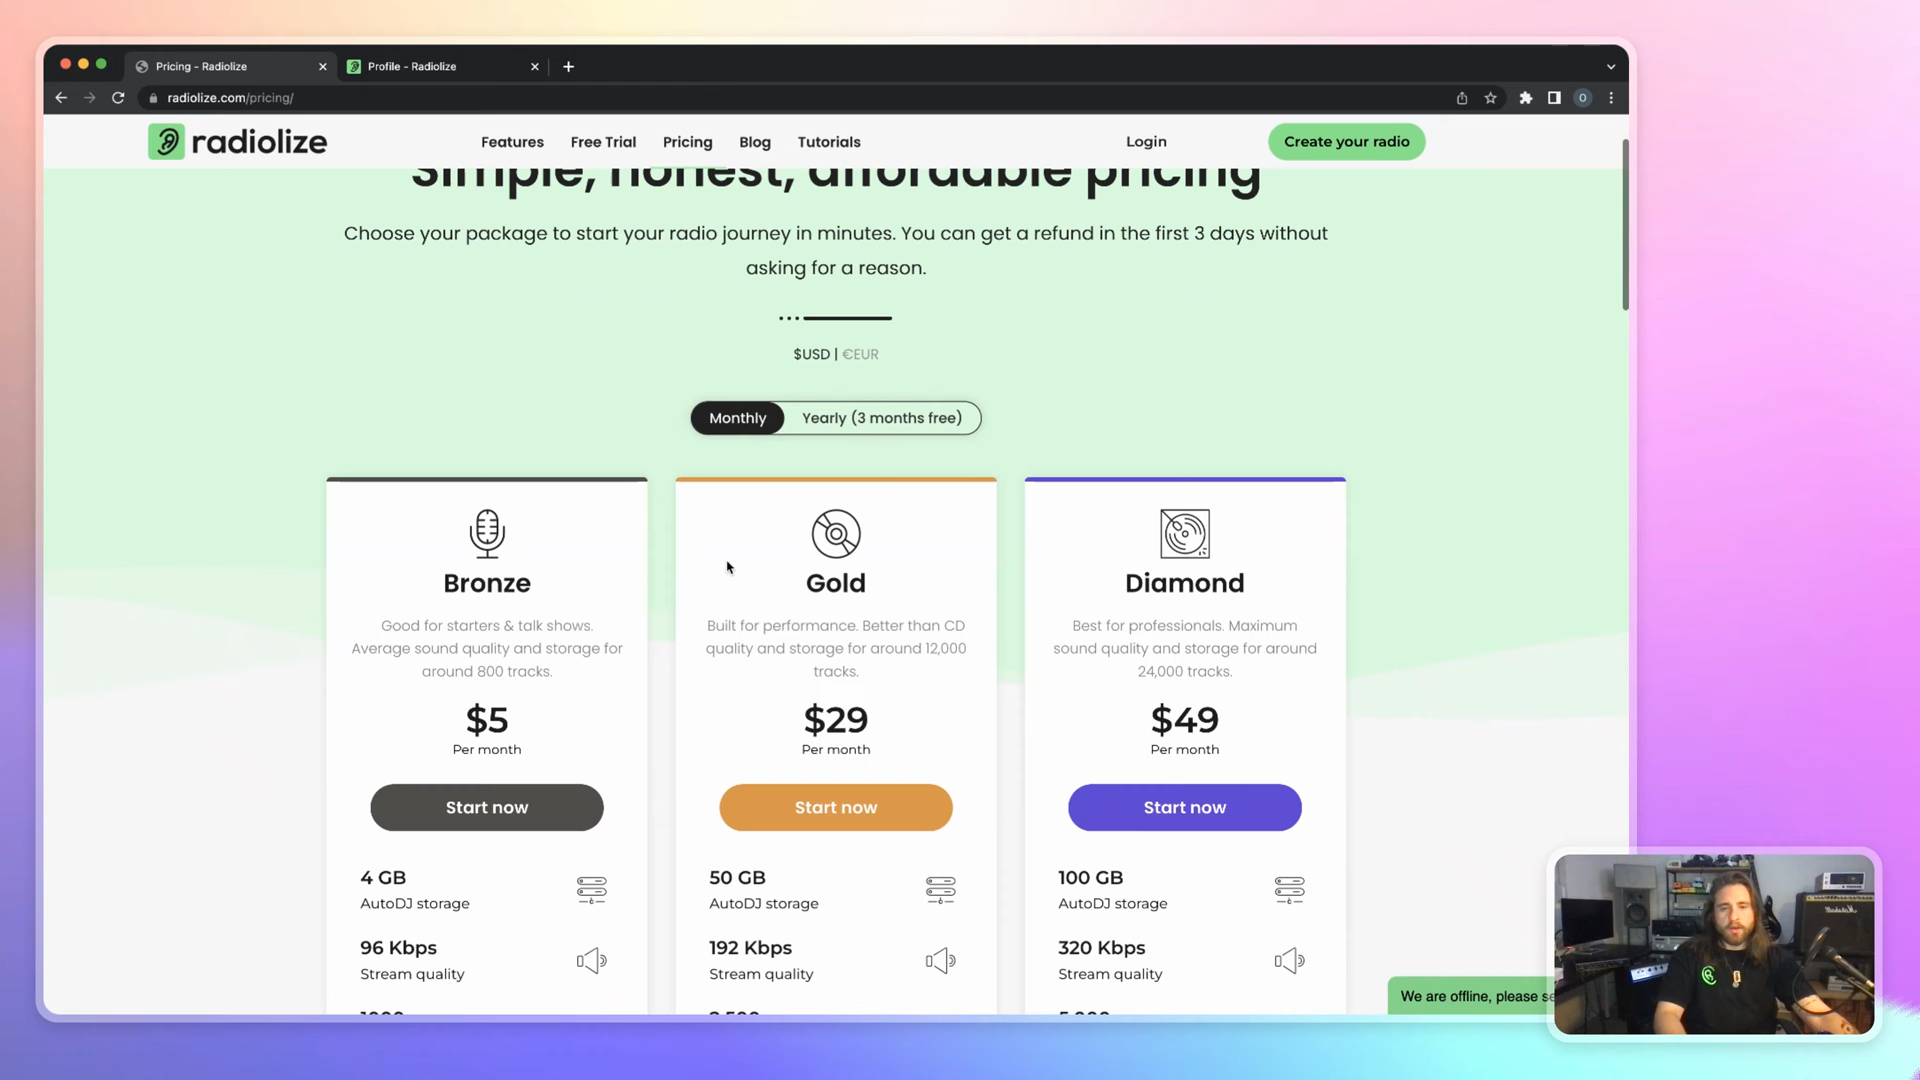 Pricing - Radiolize
Profile - Radiolize
radiolize.com/pricing/
O
radiolize
Features
Free Trial
Pricing
Blog
Tutorials
Login
Create your radio
Simple, honest, affordable pricing
Choose your package to start your radio journey in minutes. You can get a refund in the first 3 days without
asking for a reason.
$USD | €EUR
Monthly
Yearly (3 months free)
Bronze
Good for starters & talk shows.
Average sound quality and storage for
around 800 tracks.
$5
Per month
Start now
4 GB
AutoDJ storage
96 Kbps
Stream quality
Gold
Built for performance. Better than CD
quality and storage for around 12,000
tracks.
$29
Per month
Start now
50 GB
AutoDJ storage
192 Kbps
Stream quality
Diamond
Best for professionals. Maximum
sound quality and storage for around
24,000 tracks.
$49
Per month
Start now
100 GB
AutoDJ storage
320 Kbps
Stream quality
We are offline, please
Marshall